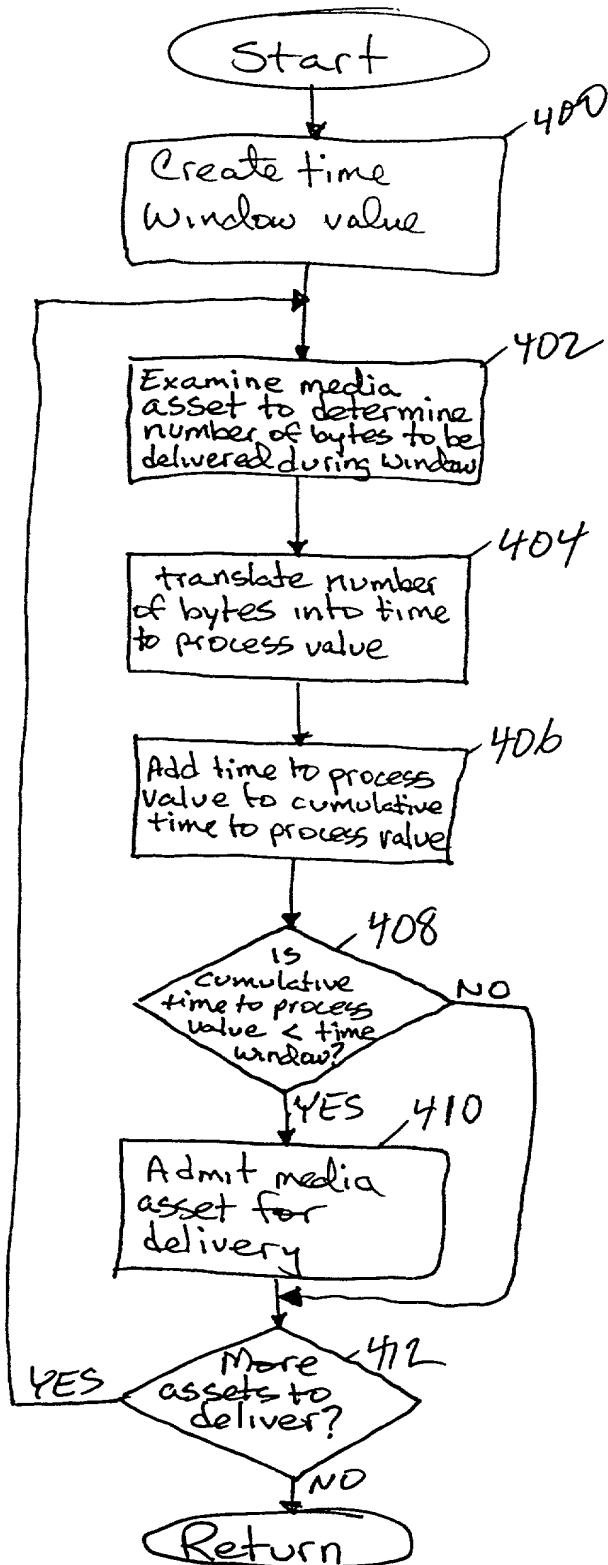 Start
400
Create time
Window value
402
Examine media
asset to determine
number of bytes to be
delivered during window
404
translate number
of bytes into time
to process value
406
Add time to process
value to cumulative
time to process value
408
Is
cumulative
time to process
value < time
window?
NO
YES
410
Admit media
asset for
delivery
412
More
assets to
deliver?
YES
NO
Return